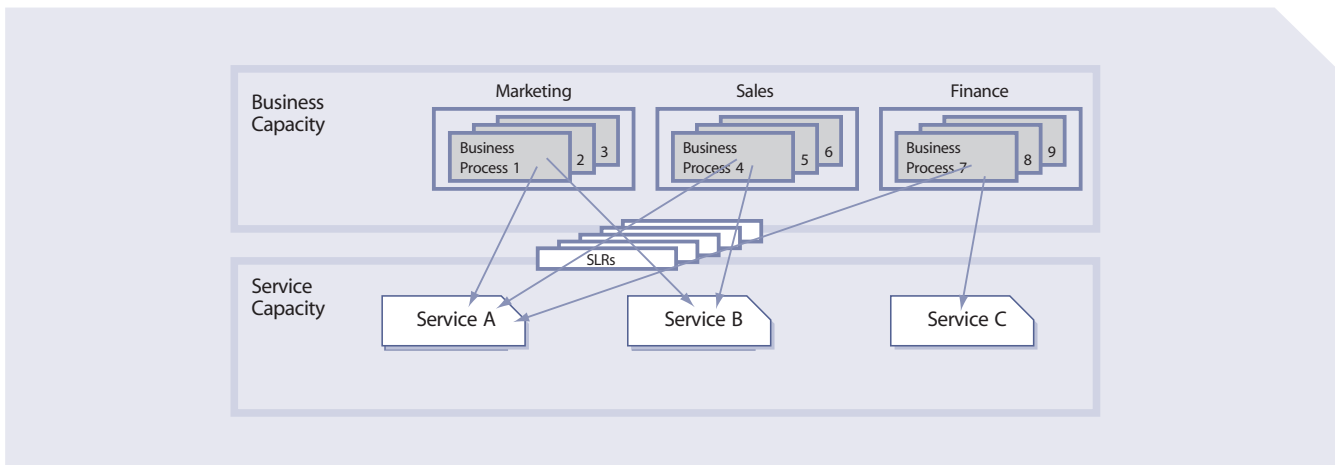 Business
Capacity
Marketing
Sales
Finance
Business
Process 1
2
3
Business
Process 4
5
6
Business
Process 7
8
9
SLRs
Service
Capacity
Service A
Service B
Service C